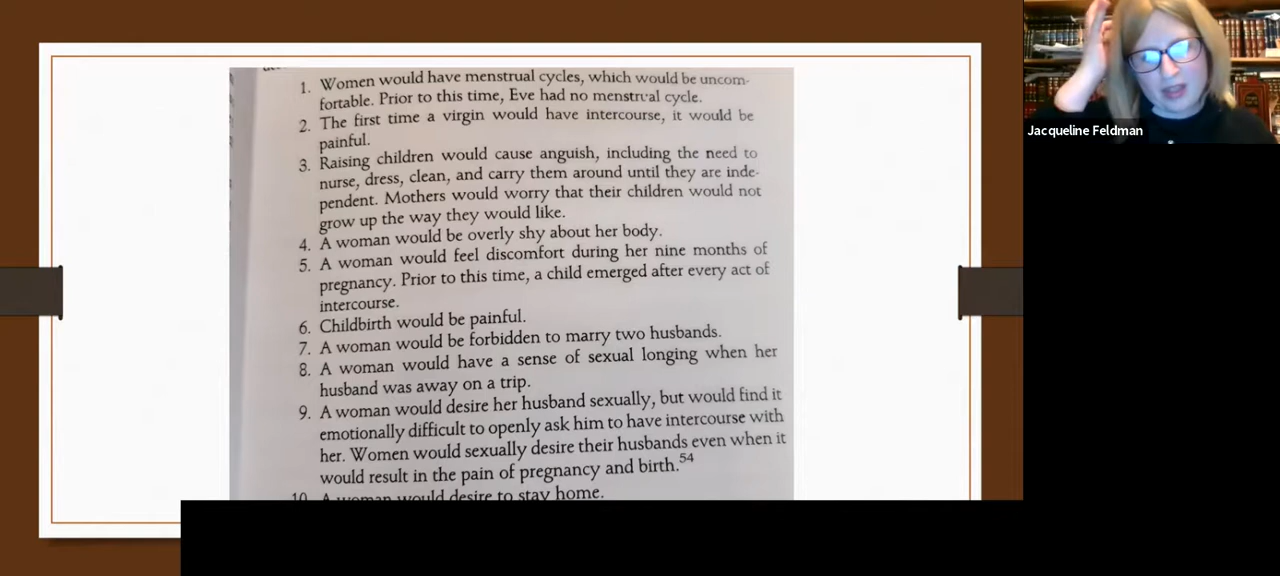 1. Women would have menstrual cycles, which would be uncom-
fortable. Prior to this time, Eve had no menstrual cycle.
2. The first time a virgin would have intercourse, it would be
painful.
3. Raising children would cause anguish, including the need to
nurse, dress, clean, and carry them around until they are inde-
pendent. Mothers would worry that their children would not
grow up the way they would like.
4. A woman would be overly shy about her body.
5. A woman would feel discomfort during her nine months of
pregnancy. Prior to this time, a child emerged after every act of
intercourse.
6. Childbirth would be painful.
7. A woman would be forbidden to marry two husbands.
8. A woman would have a sense of sexual longing when her
husband was away on a trip.
9. A woman would desire her husband sexually, but would find it
emotionally difficult to openly ask him to have intercourse with
her. Women would sexually desire their husbands even when it
would result in the pain of pregnancy and birth.54
10. A woman would desire to stay home.
Jacqueline Feldman